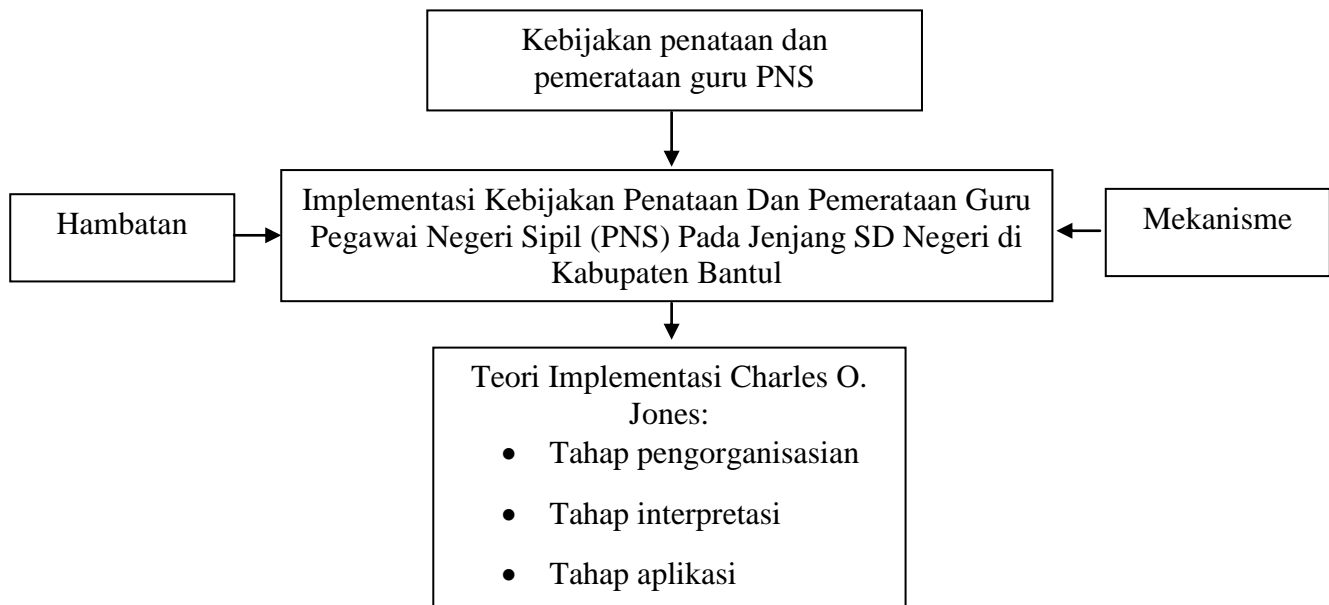 Kebijakan penataan dan
pemerataan guru PNS
Hambatan
Implementasi Kebijakan Penataan Dan Pemerataan Guru
Pegawai Negeri Sipil (PNS) Pada Jenjang SD Negeri di
Kabupaten Bantul
Mekanisme
Teori Implementasi Charles O.
Jones:
• Tahap pengorganisasian
• Tahap interpretasi
• Tahap aplikasi